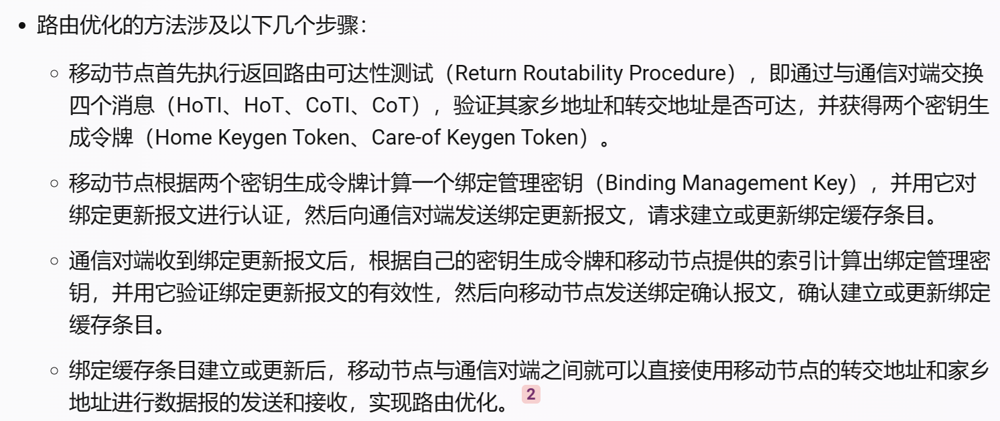 • 路由优化的方法涉及以下几个步骤：
○ 移动节点首先执行返回路由可达性测试（Return Routability Procedure），即通过与通信对端交换
四个消息（HoTI、HoT、CoTI、CoT），验证其家乡地址和转交地址是否可达，并获得两个密钥生
成令牌（Home Keygen Token、Care-of Keygen Token）。
○ 移动节点根据两个密钥生成令牌计算一个绑定管理密钥（Binding Management Key），并用它对
绑定更新报文进行认证，然后向通信对端发送绑定更新报文，请求建立或更新绑定缓存条目。
○ 通信对端收到绑定更新报文后，根据自己的密钥生成令牌和移动节点提供的索引计算出绑定管理密
钥，并用它验证绑定更新报文的有效性，然后向移动节点发送绑定确认报文，确认建立或更新绑定
缓存条目。
○ 绑定缓存条目建立或更新后，移动节点与通信对端之间就可以直接使用移动节点的转交地址和家乡
地址进行数据报的发送和接收，实现路由优化。 2